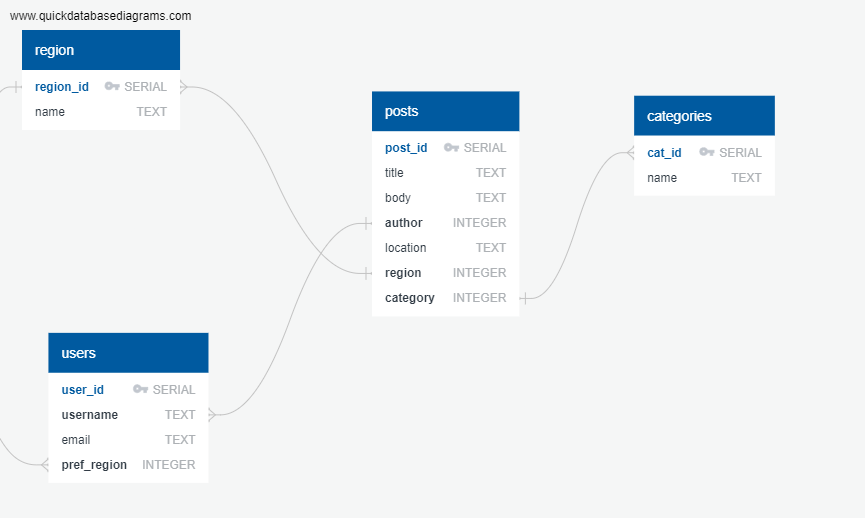 www.quickdatabasediagrams.com
region
region_id SERIAL
name TEXT
posts
post_id SERIAL
title TEXT
body TEXT
author INTEGER
location TEXT
region INTEGER
category INTEGER
categories
cat_id SERIAL
name TEXT
users
user_id SERIAL
username TEXT
email TEXT
pref_region INTEGER